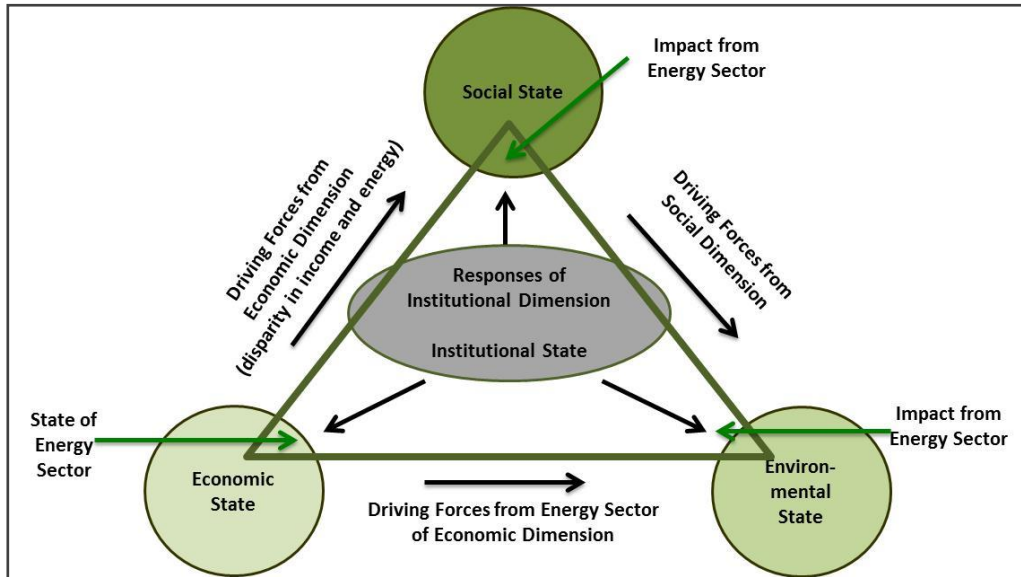 Impact from
Energy Sector
Social State
Driving Forces from
Economic Dimension
(disparity in income and energy)
Driving Forces from
Social Dimension
Responses of
Institutional Dimension
Institutional State
State of
Energy
Sector
Impact from
Energy Sector
Economic
State
Environ-
mental
State
Driving Forces from Energy Sector
of Economic Dimension